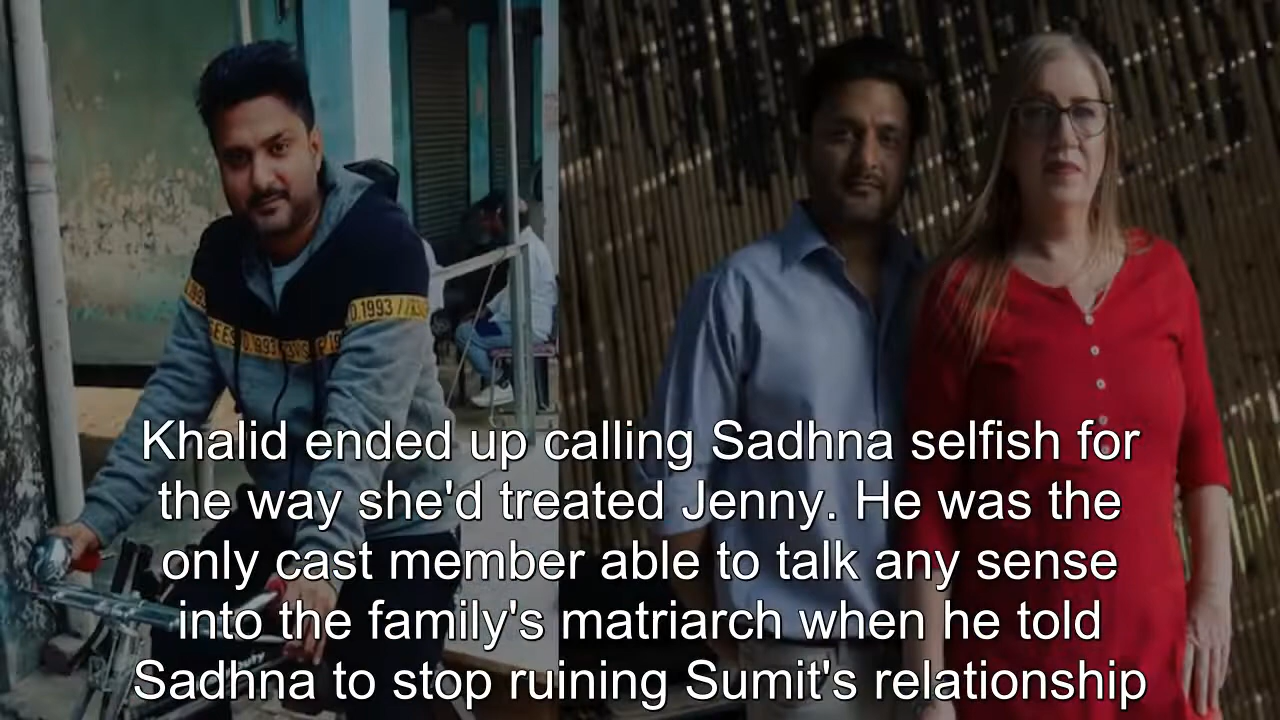 D.1993 //
Khalid ended up calling Sadhna selfish for
the way she'd treated Jenny. He was the
only cast member able to talk any sense
into the family's matriarch when he told
Sadhna to stop ruining Sumit's relationship